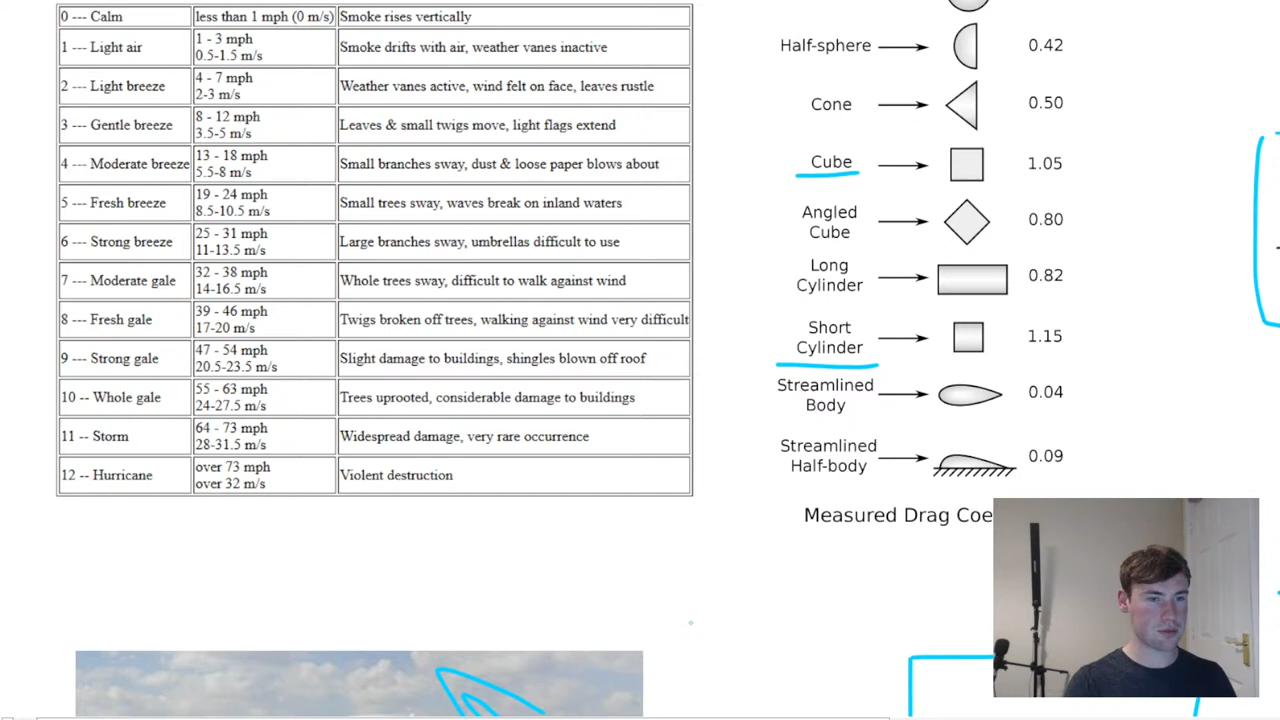 0 --- Calm less than 1 mph (0 m/s) Smoke rises vertically
1 --- Light air 1 - 3 mph Smoke drifts with air, weather vanes inactive
0.5-1.5 m/s
2 --- Light breeze 4 - 7 mph Weather vanes active, wind felt on face, leaves rustle
2-3 m/s
3 --- Gentle breeze 8 - 12 mph Leaves & small twigs move, light flags extend
3.5-5 m/s
4 --- Moderate breeze 13 - 18 mph Small branches sway, dust & loose paper blows about
5.5-8 m/s
5 --- Fresh breeze 19 - 24 mph Small trees sway, waves break on inland waters
8.5-10.5 m/s
6 --- Strong breeze 25 - 31 mph Large branches sway, umbrellas difficult to use
11-13.5 m/s
7 --- Moderate gale 32 - 38 mph Whole trees sway, difficult to walk against wind
14-16.5 m/s
8 --- Fresh gale 39 - 46 mph Twigs broken off trees, walking against wind very difficult
17-20 m/s
9 --- Strong gale 47 - 54 mph Slight damage to buildings, shingles blown off roof
20.5-23.5 m/s
10 -- Whole gale 55 - 63 mph Trees uprooted, considerable damage to buildings
24-27.5 m/s
11 -- Storm 64 - 73 mph Widespread damage, very rare occurrence
28-31.5 m/s
12 -- Hurricane over 73 mph Violent destruction
over 32 m/s
Half-sphere 0.42
Cone 0.50
Cube 1.05
Angled
Cube 0.80
Long
Cylinder 0.82
Short
Cylinder 1.15
Streamlined
Body 0.04
Streamlined
Half-body 0.09
Measured Drag Coe